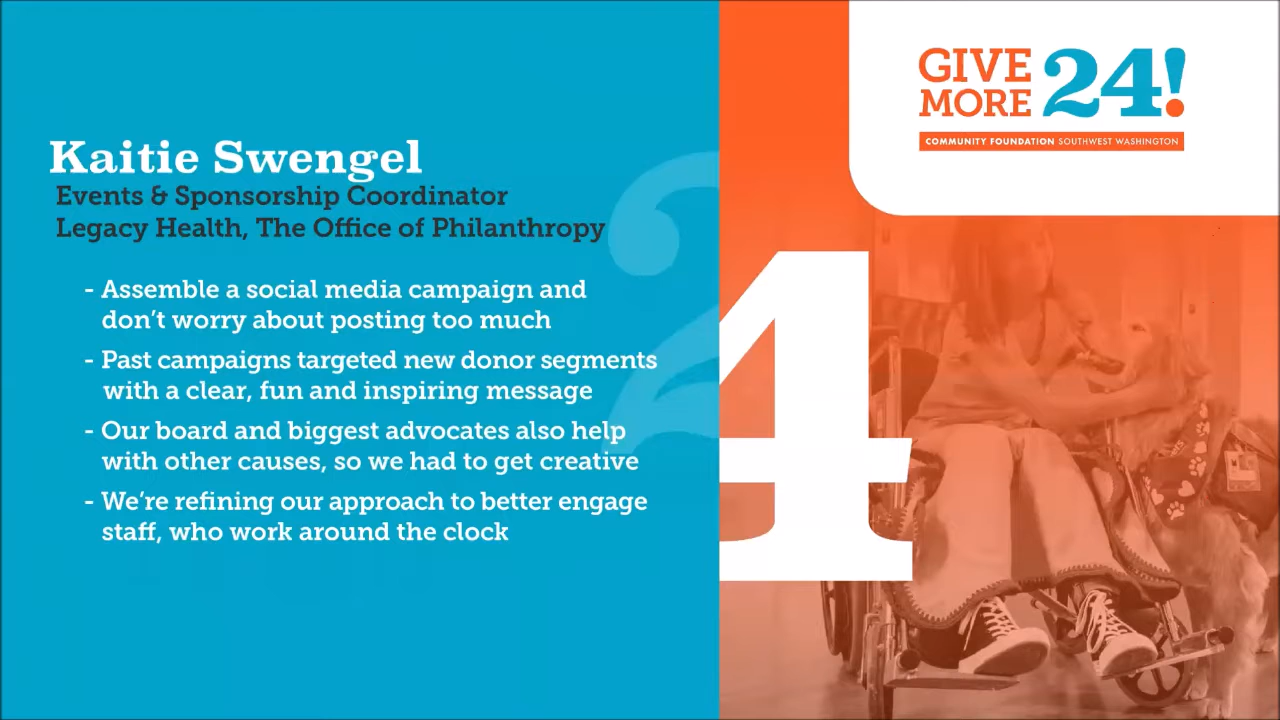 GIVE
MORE 24!
COMMUNITY FOUNDATION SOUTHWEST WASHINGTON
Kaitie Swengel
Events & Sponsorship Coordinator
Legacy Health, The Office of Philanthropy
- Assemble a social media campaign and
don't worry about posting too much
- Past campaigns targeted new donor segments
with a clear, fun and inspiring message
- Our board and biggest advocates also help
with other causes, so we had to get creative
- We're refining our approach to better engage
staff, who work around the clock
24